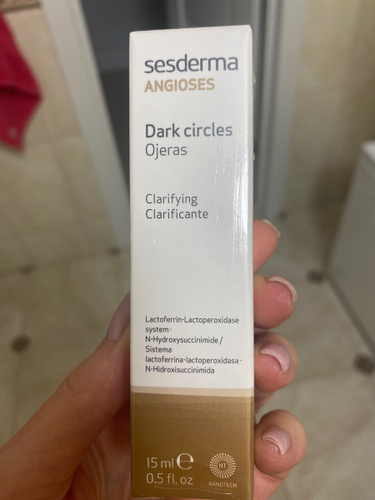 sesderma
ANGIOSES
Dark circles
Ojeras
Clarifying
Clarificante
Lactoferrin-Lactoperoxidase
system ·
N-Hydroxysuccinimide /
Sistema
lactoferrina-lactoperoxidasa ·
N-Hidroxisuccinimida
15 ml ℮
0.5 fl. oz
NT
NANOTECH